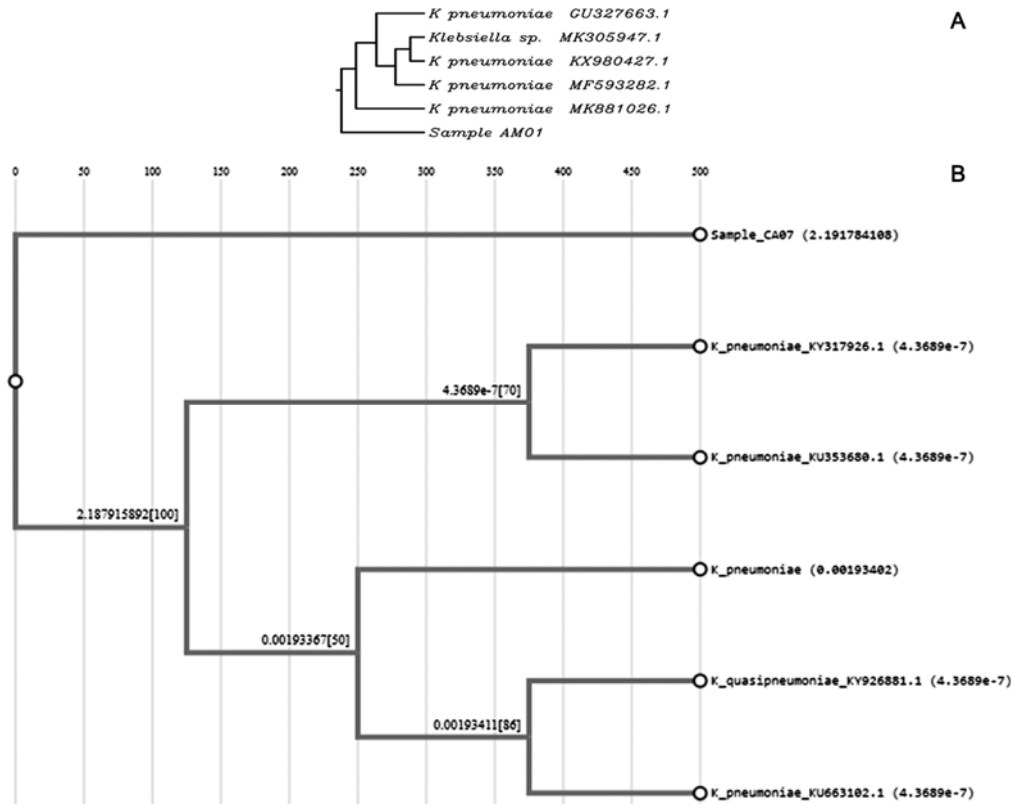 K pneumoniae GU327663.1
A
Klebsiella sp. MK305947.1
K pneumoniae KX980427.1
K pneumoniae MF593282.1
K pneumoniae MK881026.1
Sample AM01
0 50 100 150 200 250 300 350 400 450 500
B
Sample_CA07 (2.191784108)
K_pneumoniae_KY317926.1 (4.3689e-7)
4.3689e-7[70]
K_pneumoniae_KU353680.1 (4.3689e-7)
2.187915892[100]
K_pneumoniae (0.00193402)
0.00193367[50]
K_quasipneumoniae_KY926881.1 (4.3689e-7)
0.00193411[86]
K_pneumoniae_KU663102.1 (4.3689e-7)